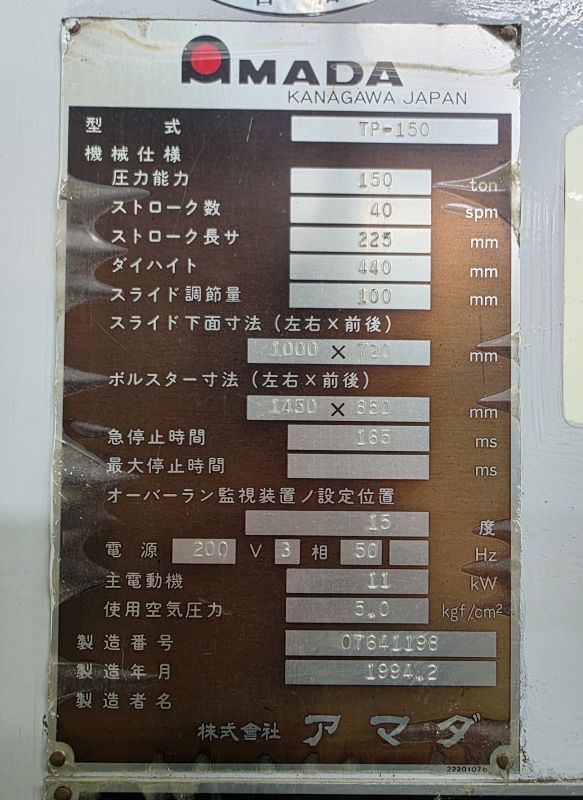 AMADA
KANAGAWA JAPAN
型 式 TP-150
機械仕様
圧力能力 150 ton
ストローク数 40 spm
ストローク長サ 225 mm
ダイハイト 440 mm
スライド調節量 100 mm
スライド下面寸法(左右×前後)
1000 × 720 mm
ボルスター寸法(左右×前後)
1450 × 850 mm
急停止時間 165 ms
最大停止時間 ms
オーバーラン監視装置ノ設定位置
15 度
電源 200 V 3 相 50 Hz
主電動機 11 kW
使用空気圧力 5.0 kgf/cm²
製造番号 07641198
製造年月 1994.2
製造者名
株式會社 アマダ